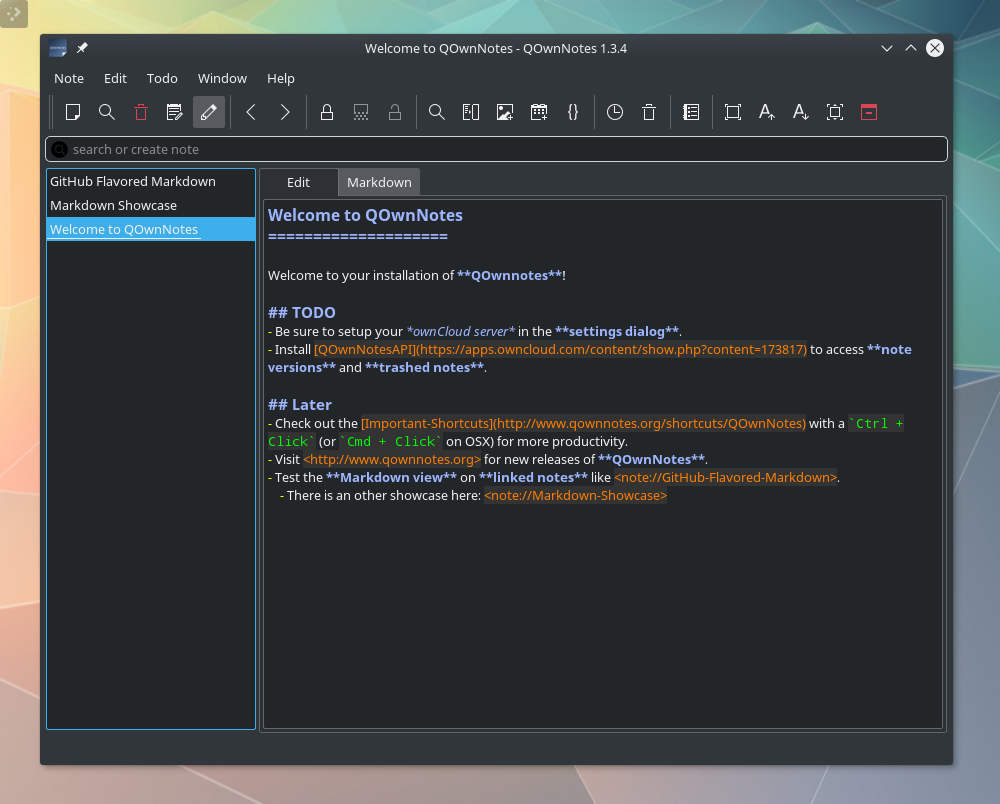 Welcome to QOwnNotes - QOwnNotes 1.3.4
Note Edit Todo Window Help
search or create note
GitHub Flavored Markdown
Markdown Showcase
Welcome to QOwnNotes
Edit Markdown
Welcome to QOwnNotes
====================
Welcome to your installation of **QOwnnotes**!
## TODO
- Be sure to setup your *ownCloud server* in the **settings dialog**.
- Install [QOwnNotesAPI](https://apps.owncloud.com/content/show.php?content=173817) to access **note
versions** and **trashed notes**.
## Later
- Check out the [Important-Shortcuts](http://www.qownnotes.org/shortcuts/QOwnNotes) with a `Ctrl +
Click` (or `Cmd + Click` on OSX) for more productivity.
- Visit <http://www.qownnotes.org> for new releases of **QOwnNotes**.
- Test the **Markdown view** on **linked notes** like <note://GitHub-Flavored-Markdown>.
- There is an other showcase here: <note://Markdown-Showcase>